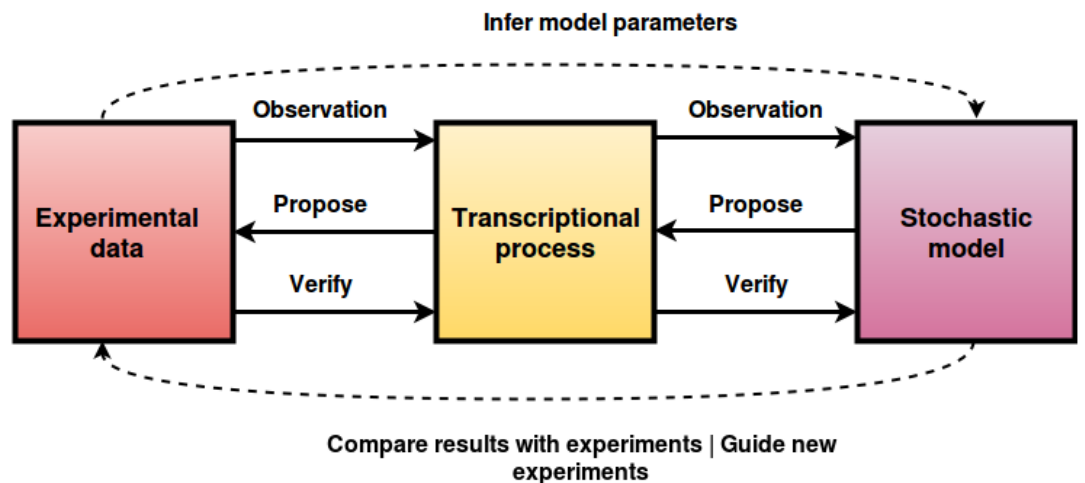 Infer model parameters
Observation
Observation
Experimental
data
Propose
Transcriptional
process
Propose
Stochastic
model
Verify
Verify
Compare results with experiments | Guide new
experiments